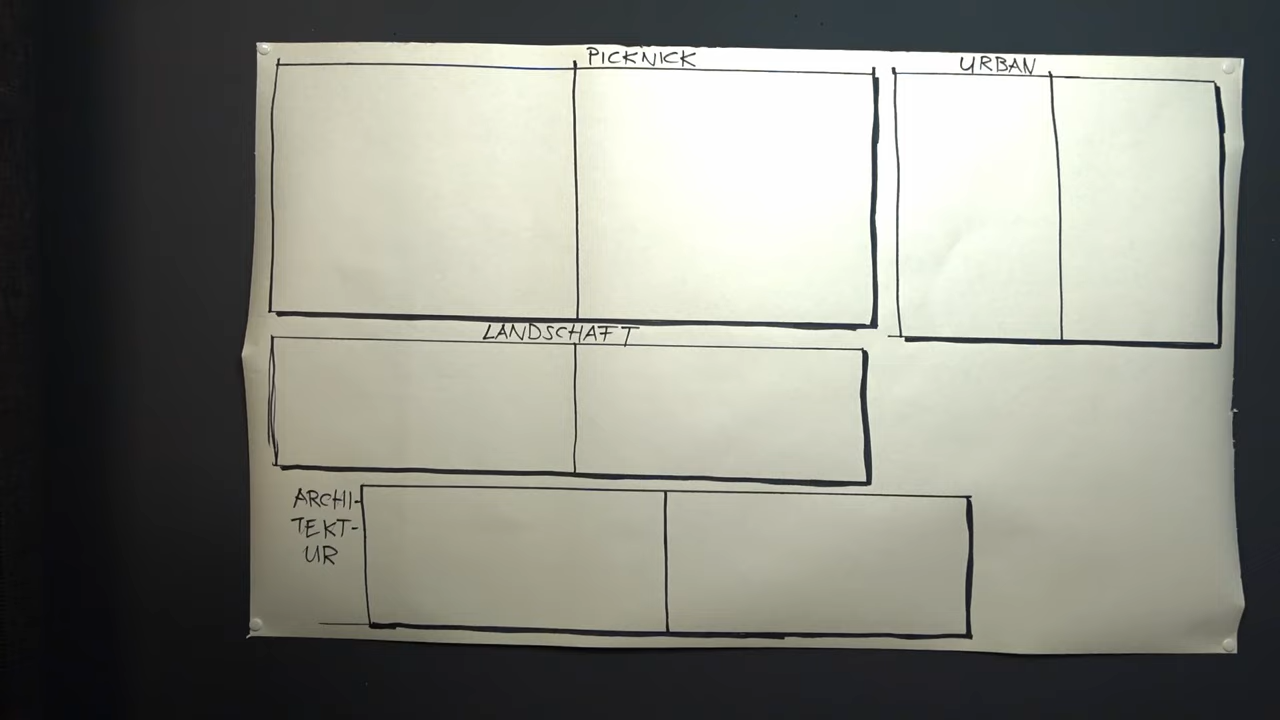 PICKNICK
URBAN
LANDSCHAFT
ARCHI-
TEKT-
UR